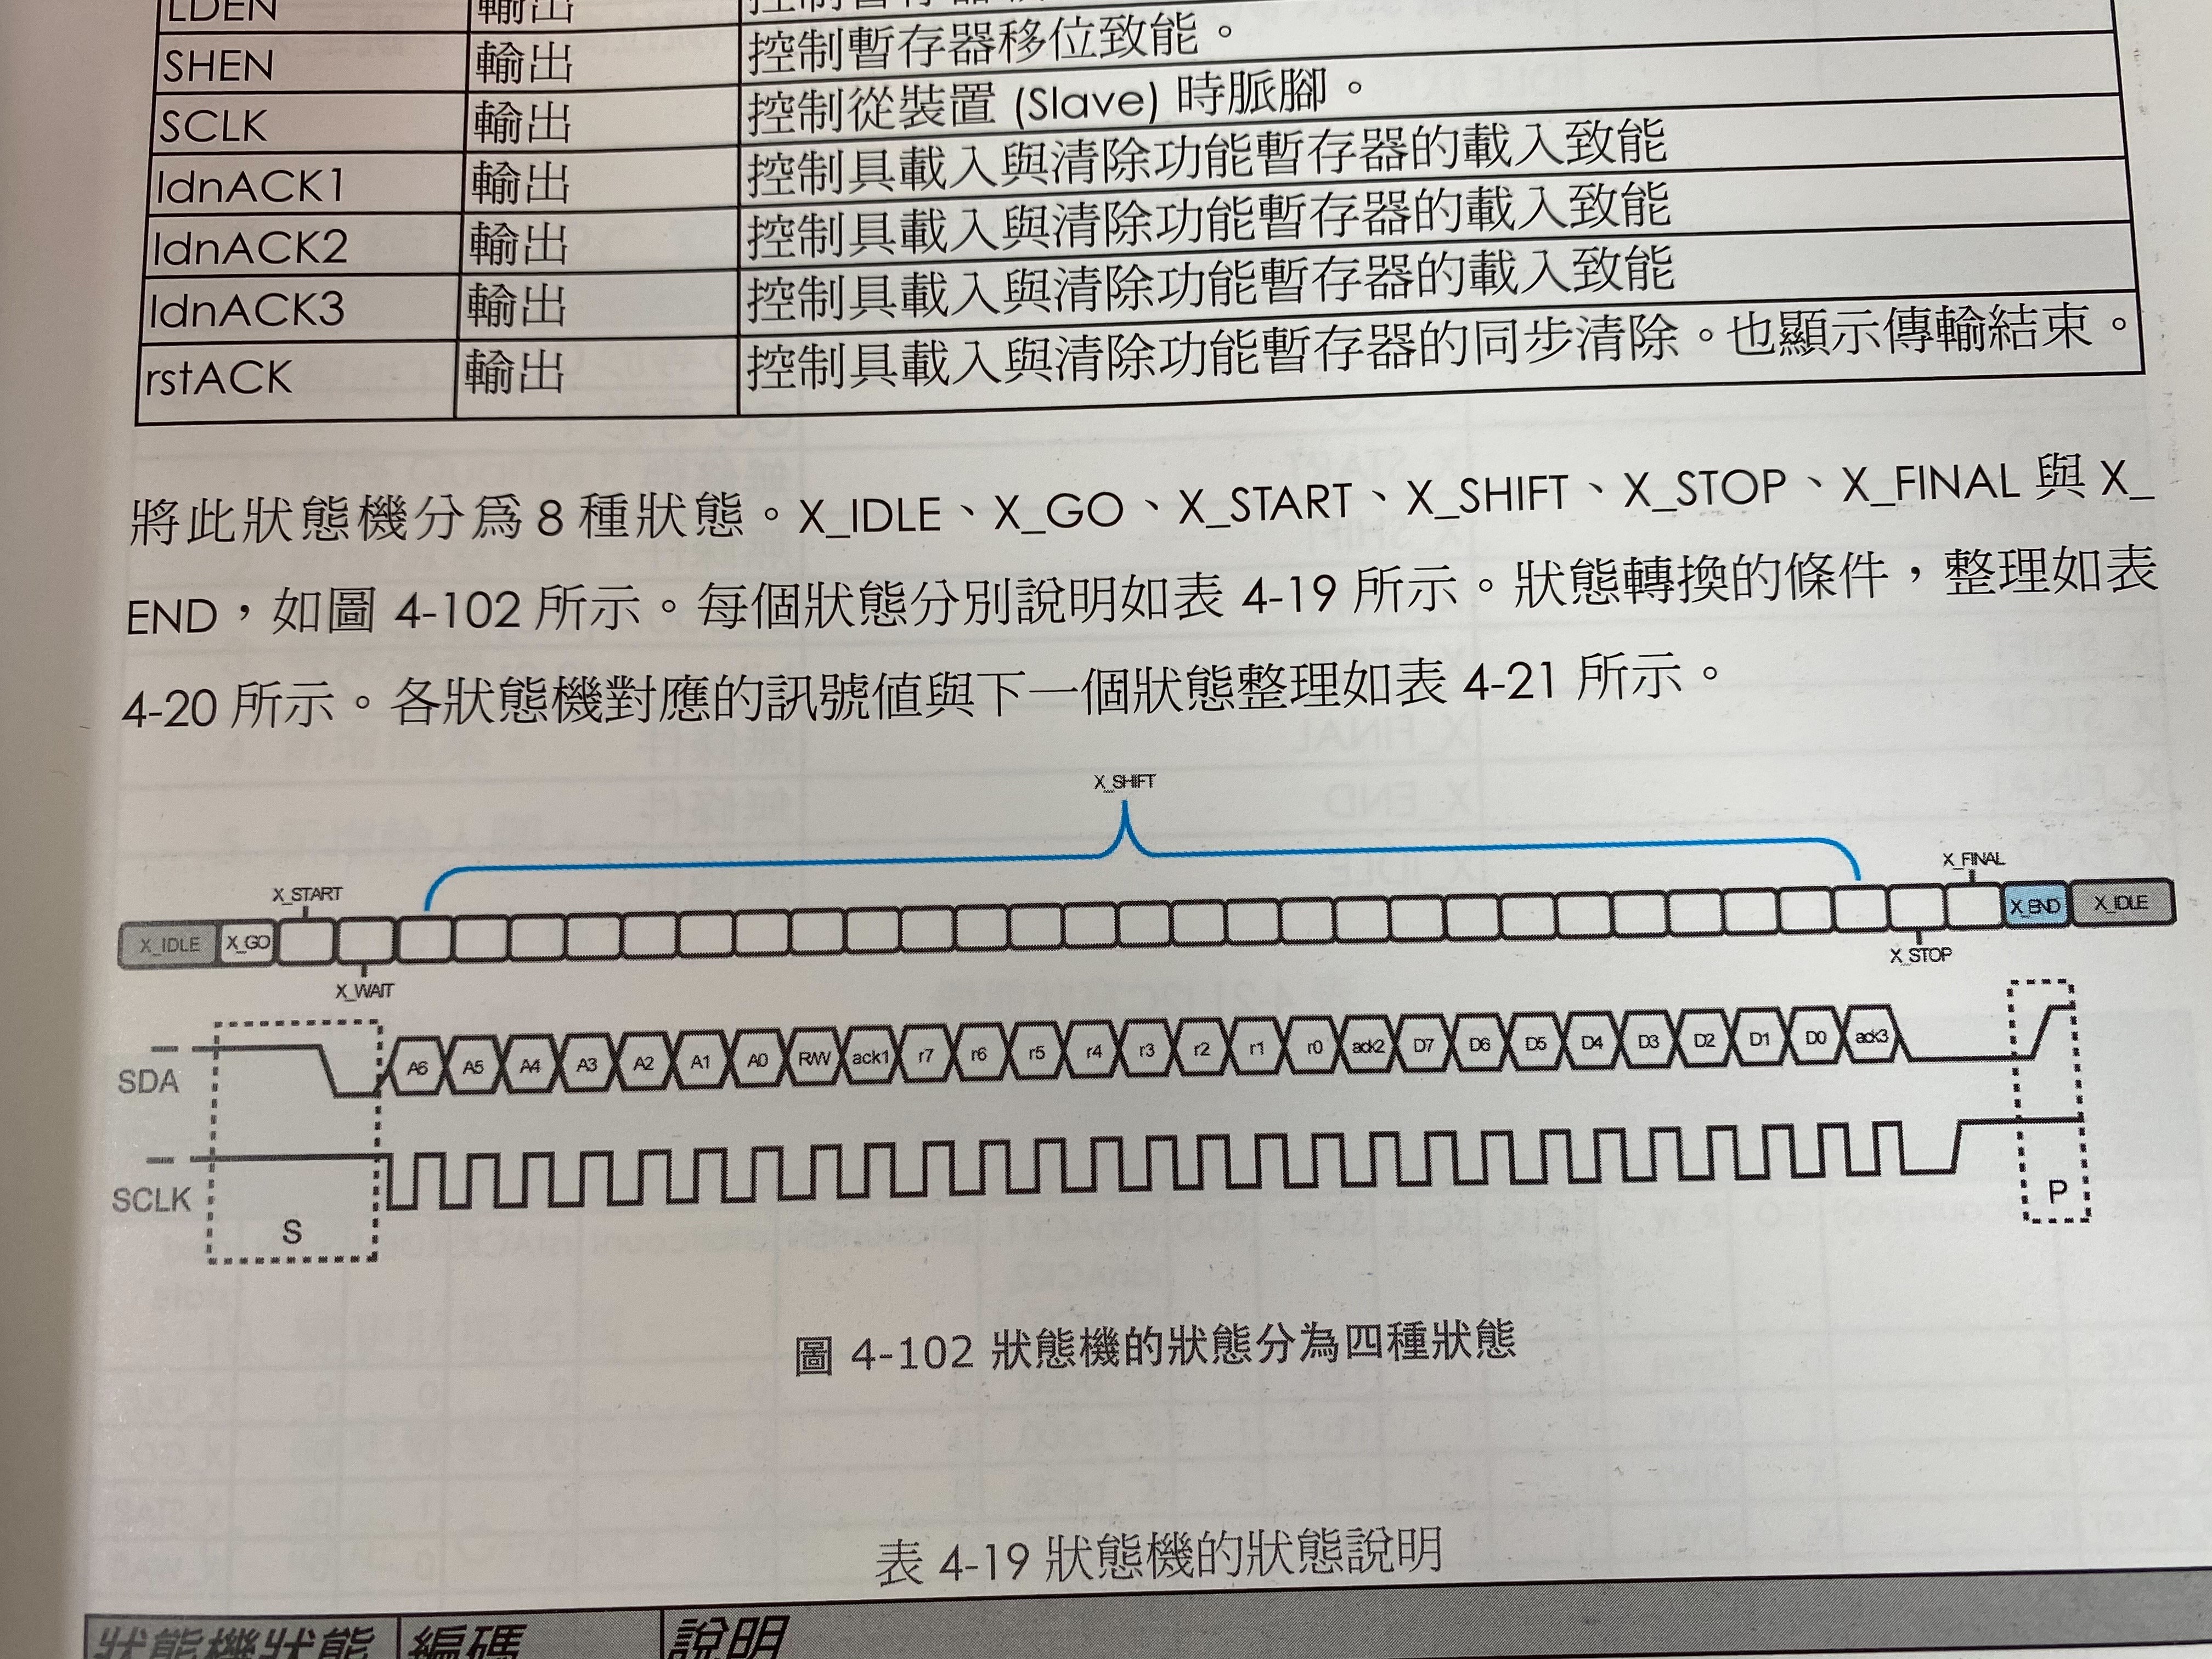 LDEN 輸出
SHEN 輸出 控制暫存器移位致能。
SCLK 輸出 控制從裝置 (Slave) 時脈腳。
ldnACK1 輸出 控制具載入與清除功能暫存器的載入致能
ldnACK2 輸出 控制具載入與清除功能暫存器的載入致能
ldnACK3 輸出 控制具載入與清除功能暫存器的載入致能
rstACK 輸出 控制具載入與清除功能暫存器的同步清除。也顯示傳輸結束。
將此狀態機分為 8 種狀態。X_IDLE、X_GO、X_START、X_SHIFT、X_STOP、X_FINAL 與 X_
END，如圖 4-102 所示。每個狀態分別說明如表 4-19 所示。狀態轉換的條件，整理如表
4-20 所示。各狀態機對應的訊號值與下一個狀態整理如表 4-21 所示。
X_SHIFT
X_START X_FINAL
X_IDLE X_GO X_END X_IDLE
X_WAIT X_STOP
SDA A6 A5 A4 A3 A2 A1 A0 R/W ack1 r7 r6 r5 r4 r3 r2 r1 r0 ack2 D7 D6 D5 D4 D3 D2 D1 D0 ack3
SCLK
S P
圖 4-102 狀態機的狀態分為四種狀態
表 4-19 狀態機的狀態說明
狀態機狀態 編碼 說明